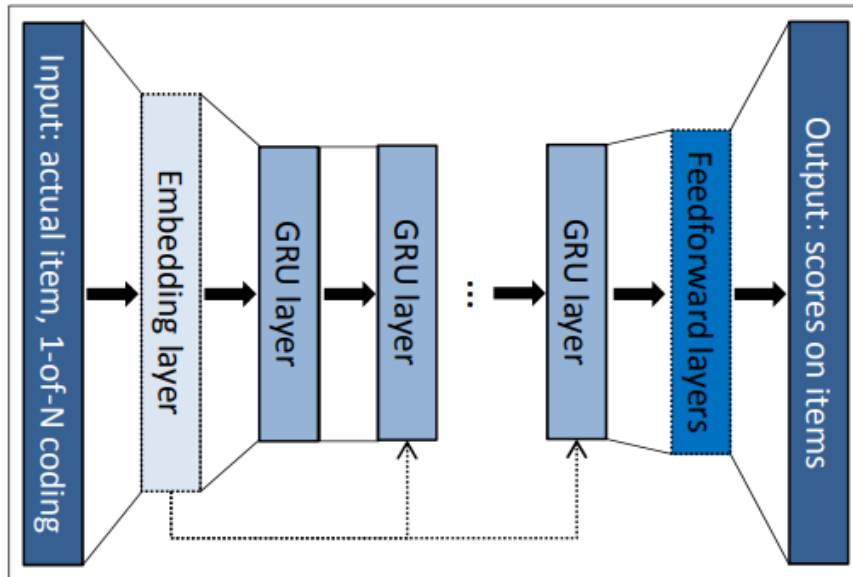 Input: actual item, 1-of-N coding
Embedding layer
GRU layer
GRU layer
...
GRU layer
Feedforward layers
Output: scores on items